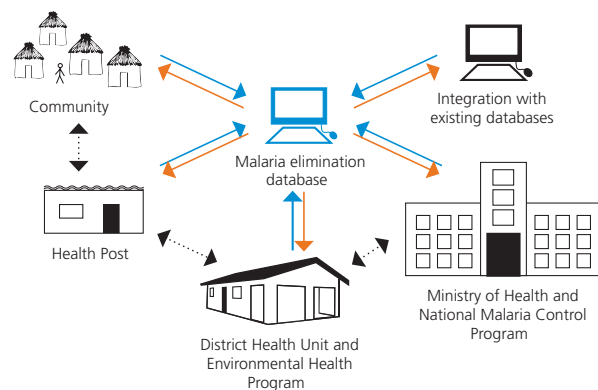 Community
Integration with
existing databases
Malaria elimination
database
Health Post
Ministry of Health and
National Malaria Control
Program
District Health Unit and
Environmental Health
Program